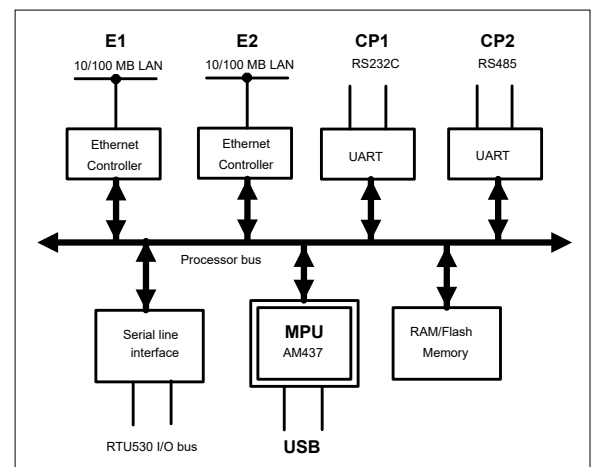 E1
E2
CP1
CP2
10/100 MB LAN
10/100 MB LAN
RS232C
RS485
Ethernet
Controller
Ethernet
Controller
UART
UART
Processor bus
Serial line
interface
MPU
AM437
RAM/Flash
Memory
RTU530 I/O bus
USB